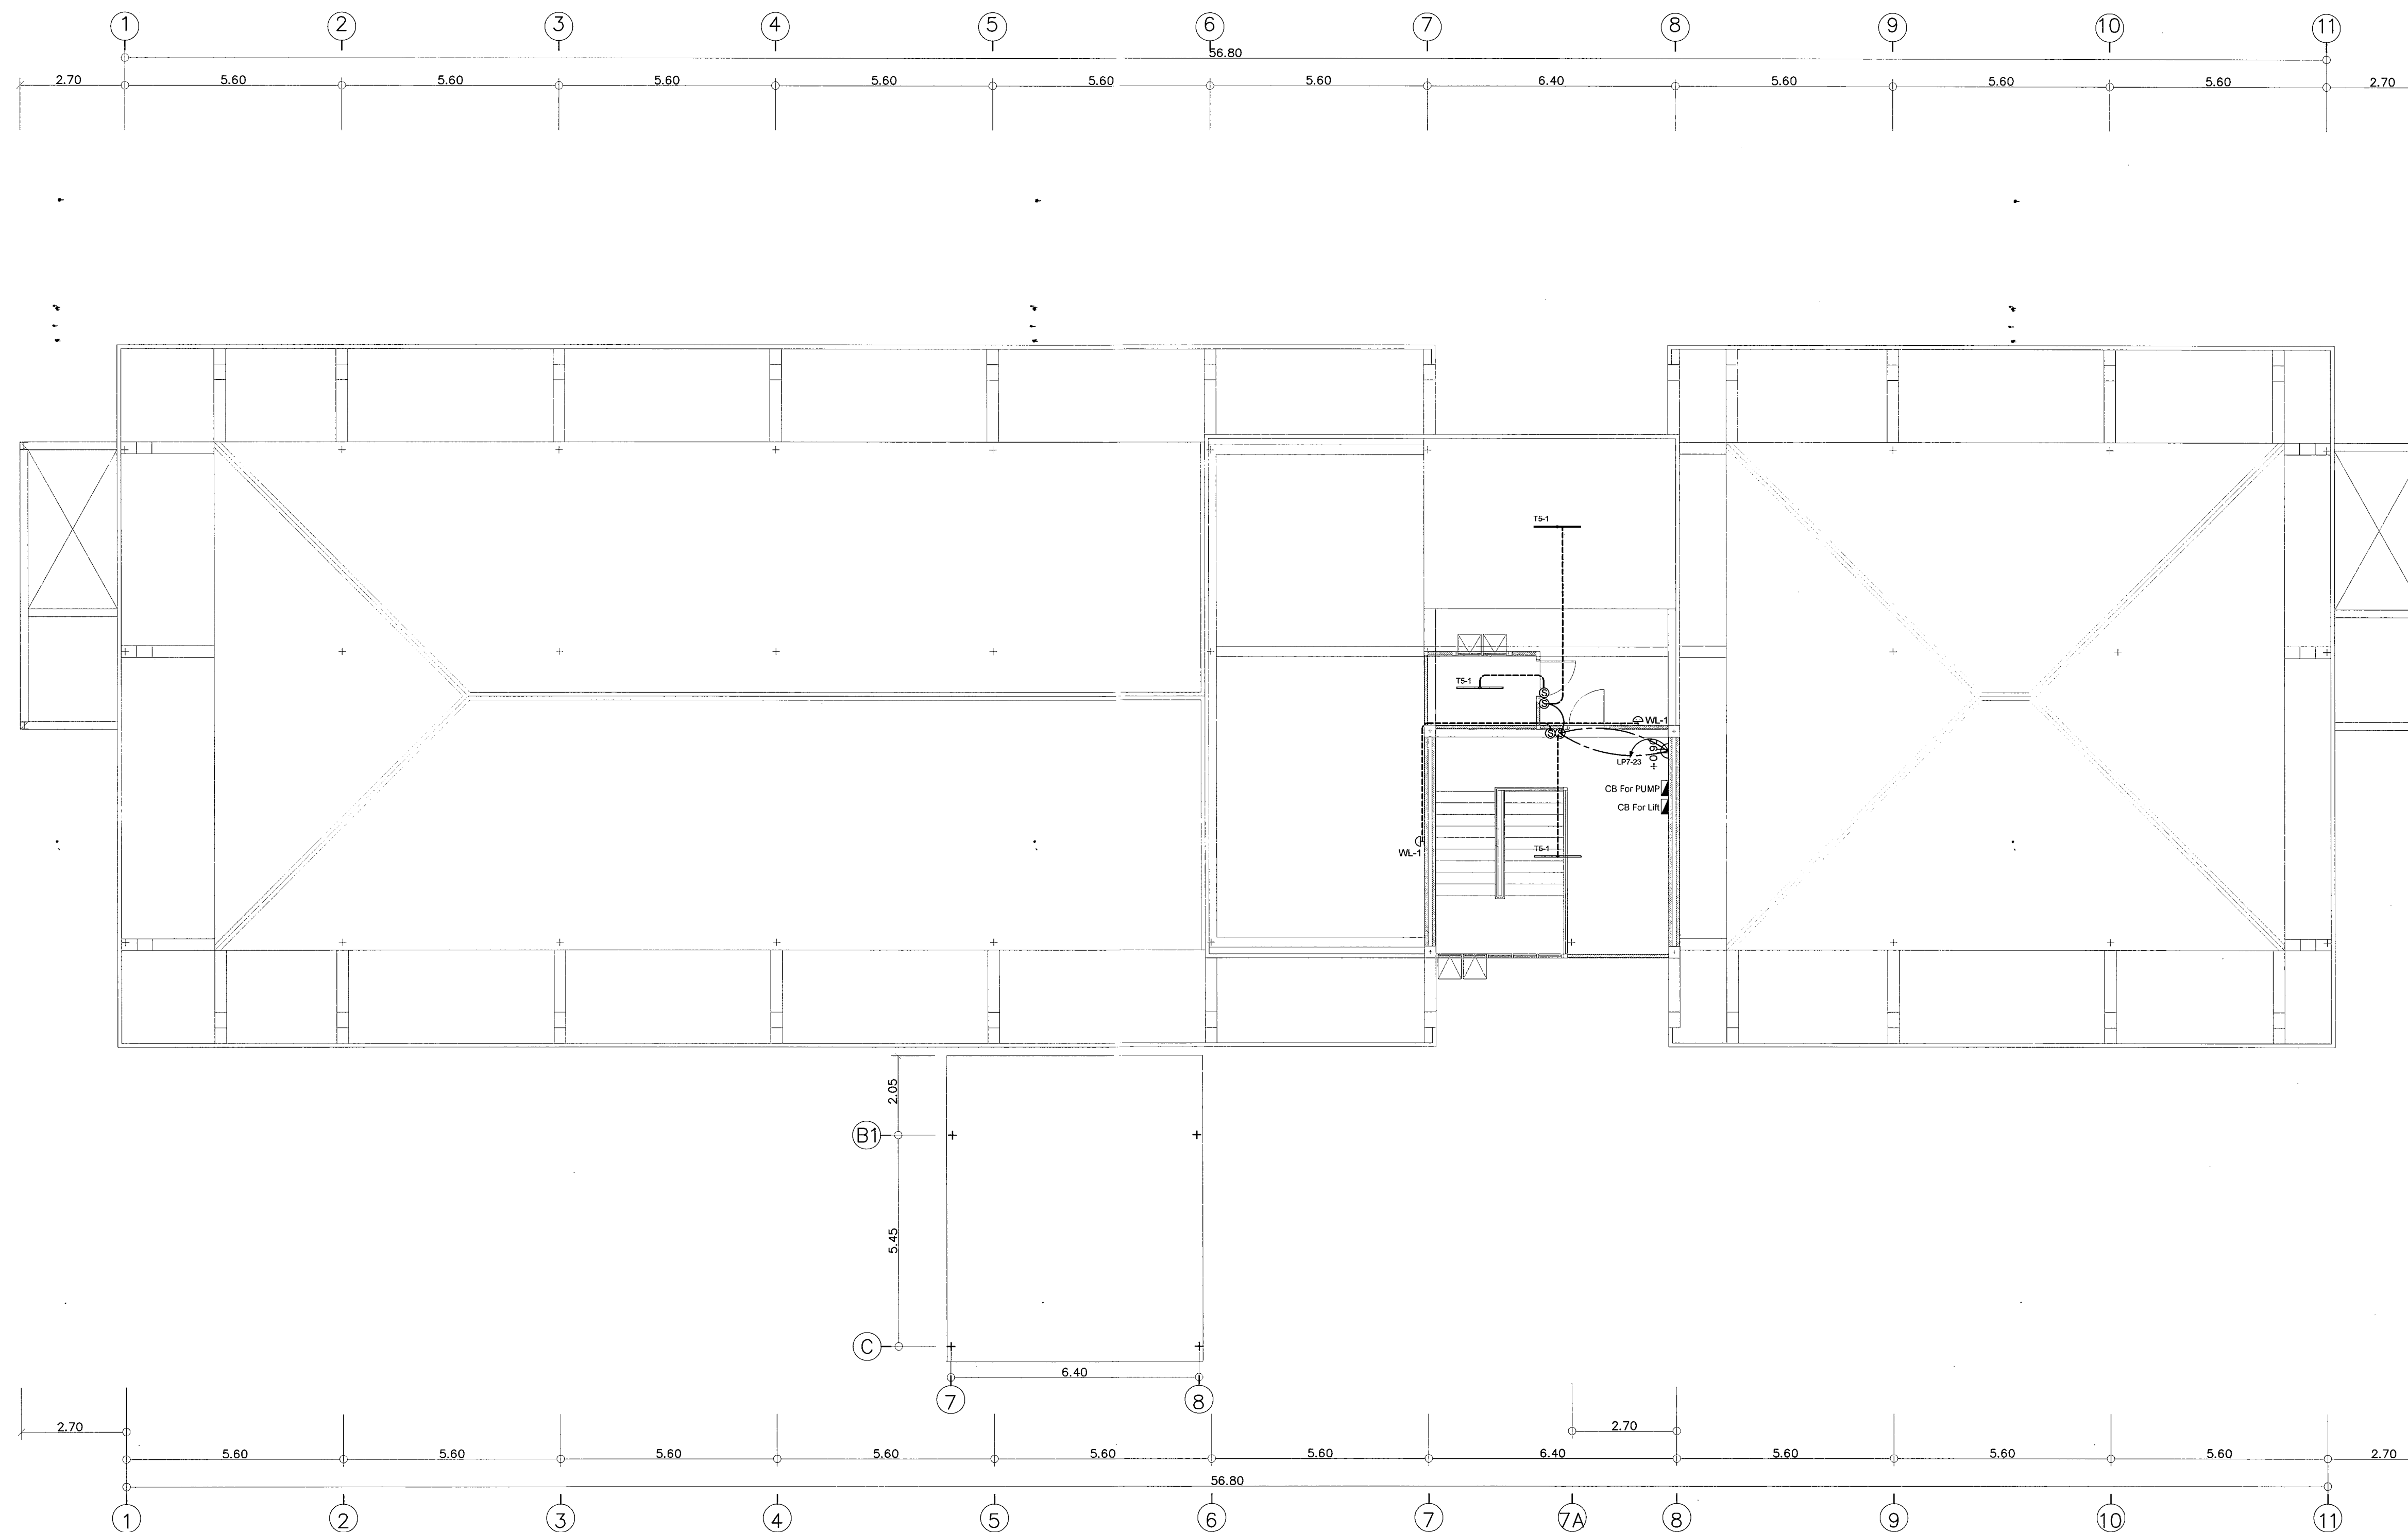 1 2 3 4 5 6 7 8 9 10 11
56.80
2.70 5.60 5.60 5.60 5.60 5.60 5.60 6.40 5.60 5.60 5.60 2.70
T5-1
T5-1
WL-1
+0.90
LP7-23
CB For PUMP
CB For Lift
WL-1
T5-1
S
S
S
S
2.05
B1
5.45
C
6.40
7 8
2.70 2.70
5.60 5.60 5.60 5.60 5.60 5.60 6.40 5.60 5.60 5.60 2.70
56.80
1 2 3 4 5 6 7 7A 8 9 10 11